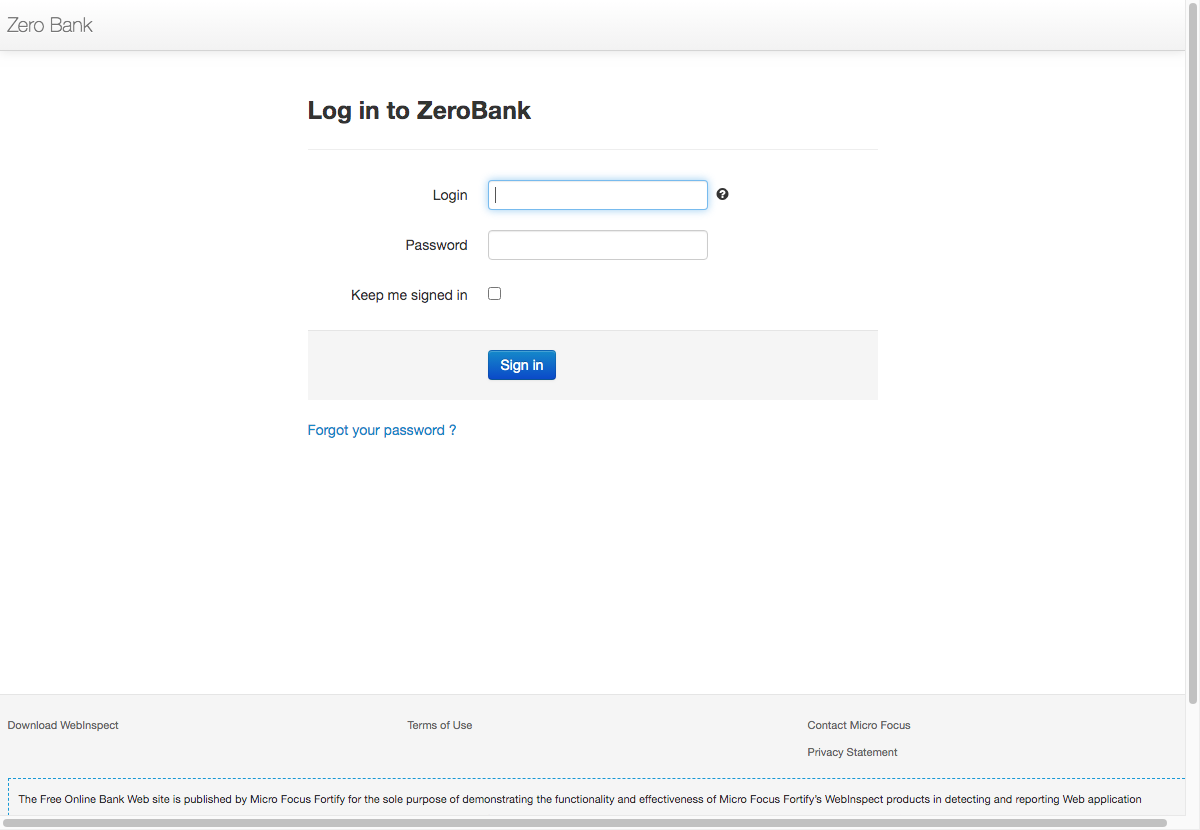 Zero Bank
Log in to ZeroBank
Login
Password
Keep me signed in
Sign in
Forgot your password ?
Download WebInspect
Terms of Use
Contact Micro Focus
Privacy Statement
The Free Online Bank Web site is published by Micro Focus Fortify for the sole purpose of demonstrating the functionality and effectiveness of Micro Focus Fortify's WebInspect products in detecting and reporting Web application